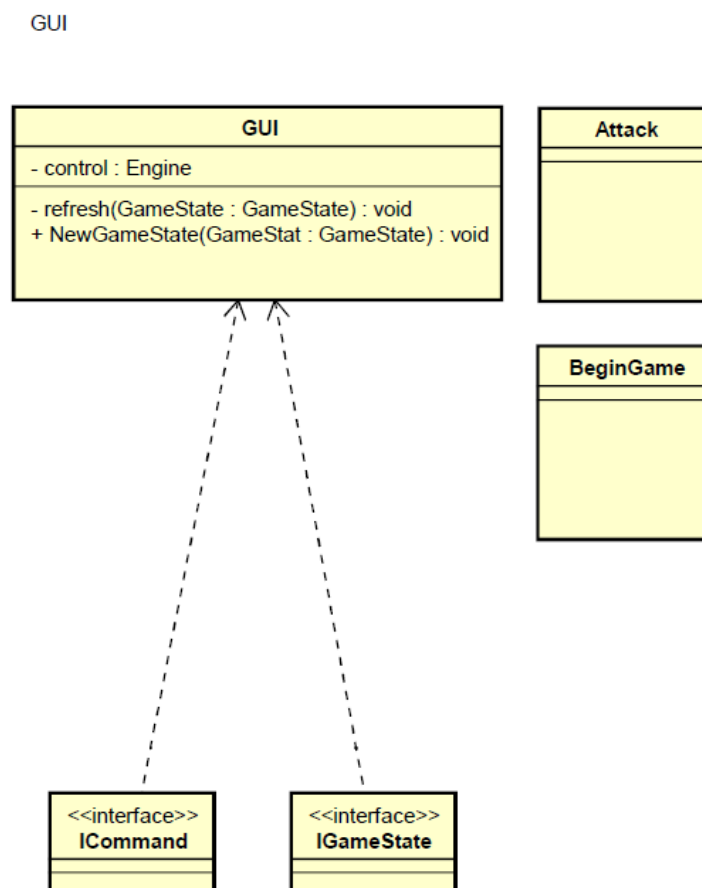 GUI
GUI
- control : Engine
- refresh(GameState : GameState) : void
+ NewGameState(GameStat : GameState) : void
Attack
BeginGame
<<interface>>
ICommand
<<interface>>
IGameState